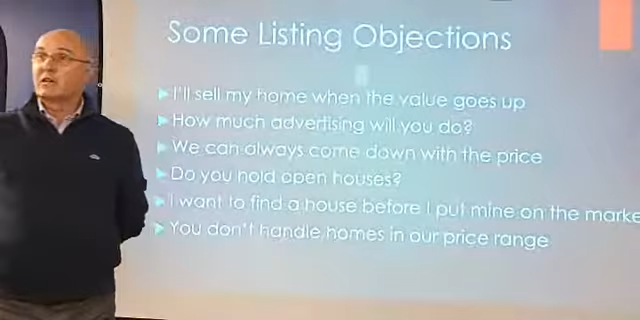 Some Listing Objections
I'll sell my home when the value goes up
How much advertising will you do?
We can always come down with the price
Do you hold open houses?
I want to find a house before I put mine on the marke
You don't handle homes in our price range